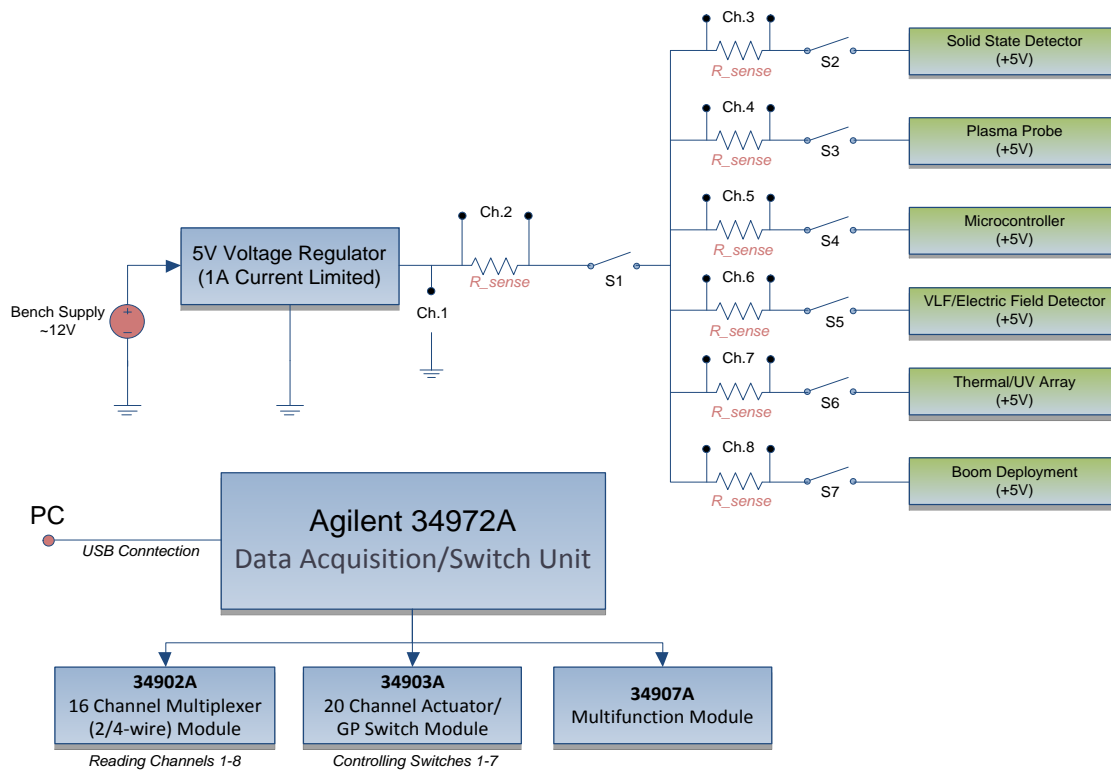 Ch.3
R_sense
S2
Solid State Detector
(+5V)
Ch.4
R_sense
S3
Plasma Probe
(+5V)
Ch.5
R_sense
S4
Microcontroller
(+5V)
Ch.6
R_sense
S5
VLF/Electric Field Detector
(+5V)
Ch.7
R_sense
S6
Thermal/UV Array
(+5V)
Ch.8
R_sense
S7
Boom Deployment
(+5V)
Bench Supply
~12V
5V Voltage Regulator
(1A Current Limited)
Ch.1
Ch.2
R_sense
S1
PC
USB Conntection
Agilent 34972A
Data Acquisition/Switch Unit
34902A
16 Channel Multiplexer
(2/4-wire) Module
Reading Channels 1-8
34903A
20 Channel Actuator/
GP Switch Module
Controlling Switches 1-7
34907A
Multifunction Module